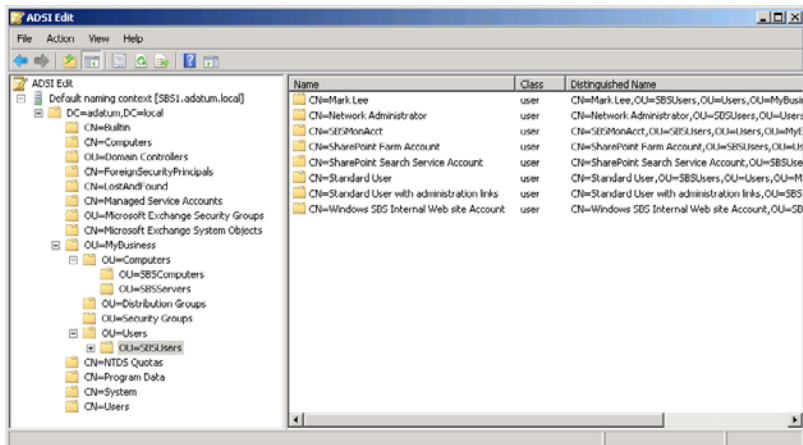 ADSI Edit
File Action View Help
ADSI Edit
Default naming context [SBS1.adatum.local]
DC=adatum,DC=local
CN=Builtin
CN=Computers
OU=Domain Controllers
CN=ForeignSecurityPrincipals
CN=LostAndFound
CN=Managed Service Accounts
OU=Microsoft Exchange Security Groups
CN=Microsoft Exchange System Objects
OU=MyBusiness
OU=Computers
OU=SBSComputers
OU=SBSServers
OU=Distribution Groups
OU=Security Groups
OU=Users
OU=SBSUsers
CN=NTDS Quotas
CN=Program Data
CN=System
CN=Users
Name Class Distinguished Name
CN=Mark Lee user CN=Mark Lee,OU=SBSUsers,OU=Users,OU=MyBusi
CN=Network Administrator user CN=Network Administrator,OU=SBSUsers,OU=Users
CN=SBSMonAcct user CN=SBSMonAcct,OU=SBSUsers,OU=Users,OU=MyB
CN=SharePoint Farm Account user CN=SharePoint Farm Account,OU=SBSUsers,OU=Us
CN=SharePoint Search Service Account user CN=SharePoint Search Service Account,OU=SBSUse
CN=Standard User user CN=Standard User,OU=SBSUsers,OU=Users,OU=M
CN=Standard User with administration links user CN=Standard User with administration links,OU=SBS
CN=Windows SBS Internal Web site Account user CN=Windows SBS Internal Web site Account,OU=SB